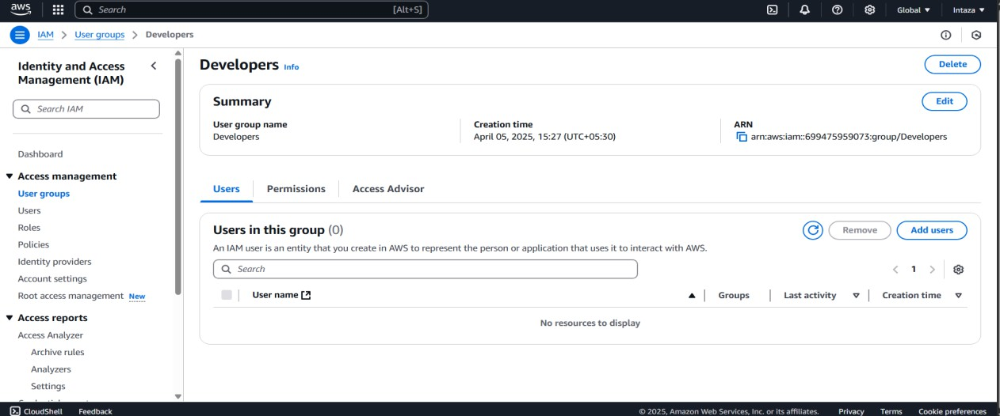 aws
Search [Alt+S]
Global
Intaza
IAM > User groups > Developers
Identity and Access
Management (IAM)
Search IAM
Dashboard
Access management
User groups
Users
Roles
Policies
Identity providers
Account settings
Root access management New
Access reports
Access Analyzer
Archive rules
Analyzers
Settings
Developers Info
Delete
Summary
Edit
User group name
Developers
Creation time
April 05, 2025, 15:27 (UTC+05:30)
ARN
arn:aws:iam::699475959073:group/Developers
Users
Permissions
Access Advisor
Users in this group (0)
Remove
Add users
An IAM user is an entity that you create in AWS to represent the person or application that uses it to interact with AWS.
Search
1
User name
Groups
Last activity
Creation time
No resources to display
CloudShell
Feedback
© 2025, Amazon Web Services, Inc. or its affiliates.
Privacy
Terms
Cookie preferences